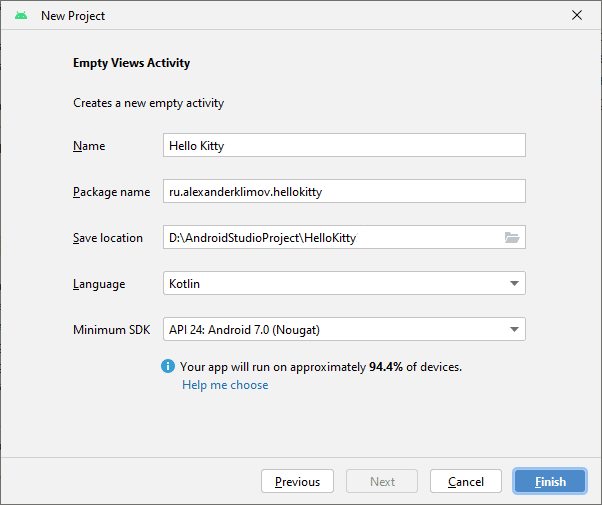 New Project
Empty Views Activity
Creates a new empty activity
Name Hello Kitty
Package name ru.alexanderklimov.hellokitty
Save location D:\AndroidStudioProject\HelloKitty
Language Kotlin
Minimum SDK API 24: Android 7.0 (Nougat)
Your app will run on approximately 94.4% of devices.
Help me choose
Previous Next Cancel Finish